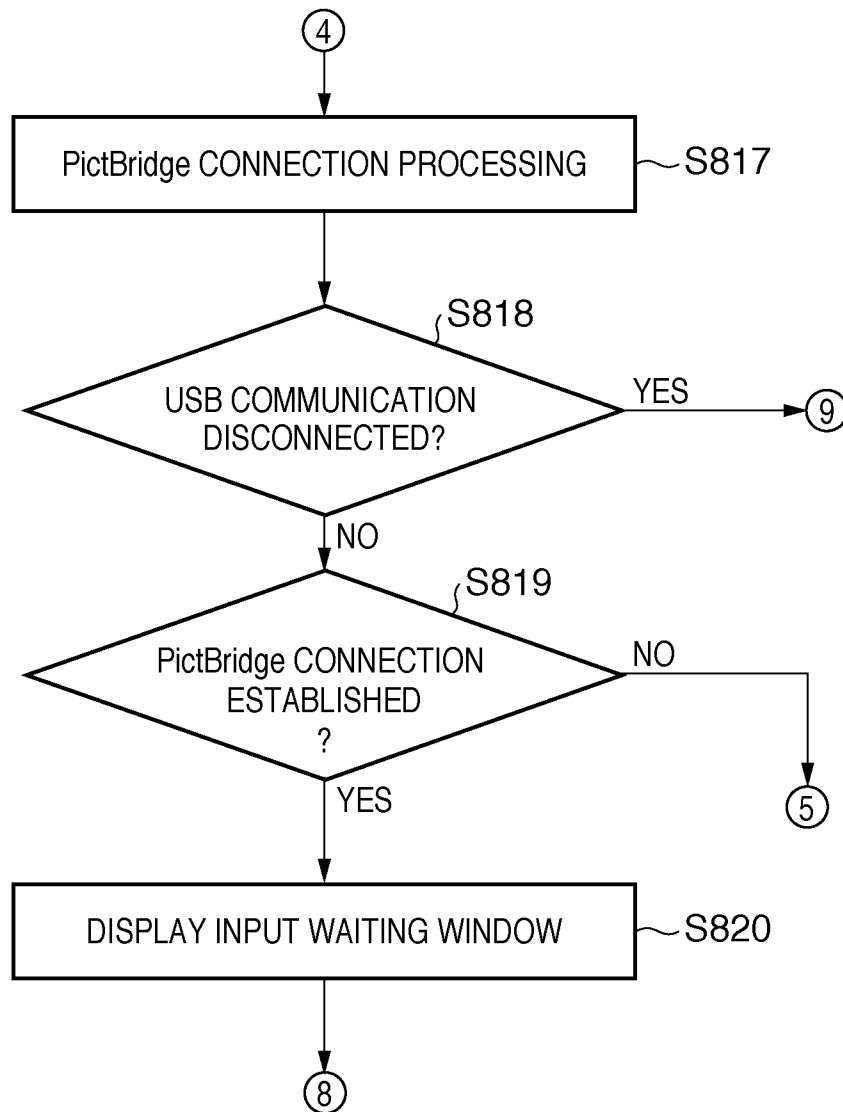 4
PictBridge CONNECTION PROCESSING
S817
S818
USB COMMUNICATION
DISCONNECTED?
YES
9
NO
S819
PictBridge CONNECTION
ESTABLISHED
?
NO
YES
5
DISPLAY INPUT WAITING WINDOW
S820
8